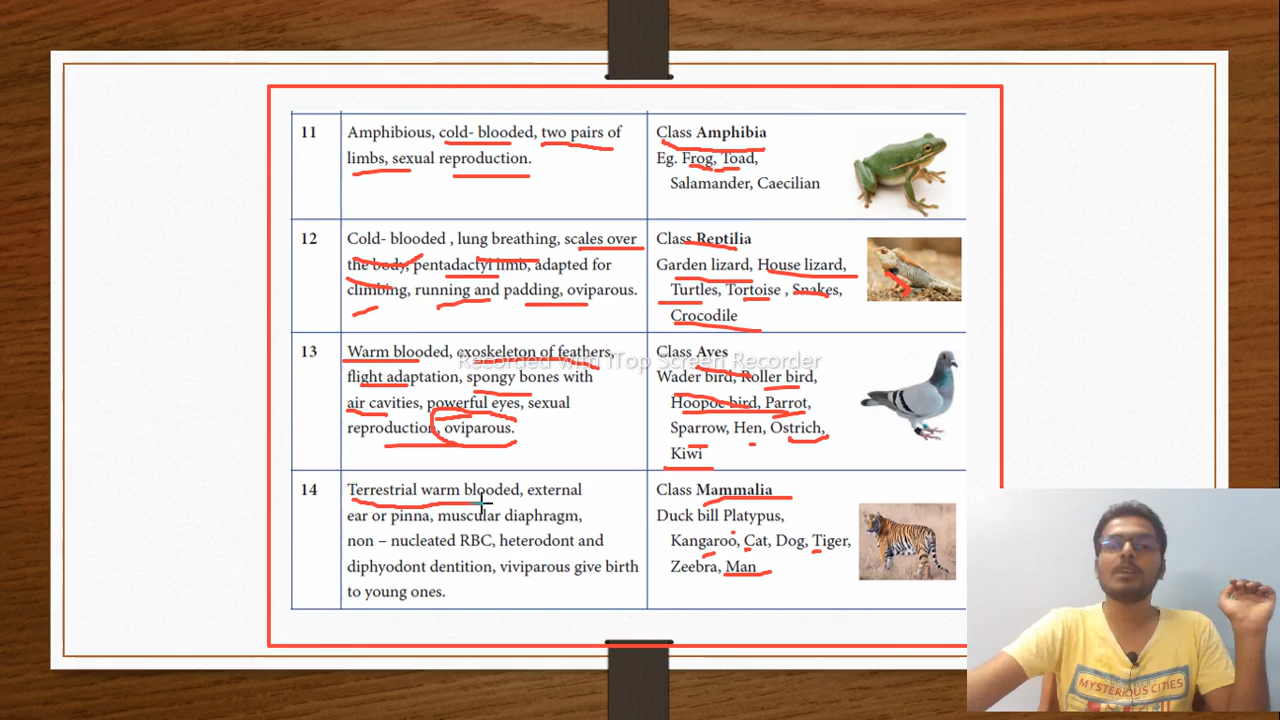 11
Amphibious, cold- blooded, two pairs of
limbs, sexual reproduction.
Class Amphibia
Eg. Frog, Toad,
Salamander, Caecilian
12
Cold- blooded , lung breathing, scales over
the body, pentadactyl limb, adapted for
climbing, running and padding, oviparous.
Class Reptilia
Garden lizard, House lizard,
Turtles, Tortoise , Snakes,
Crocodile
13
Warm blooded, exoskeleton of feathers,
flight adaptation, spongy bones with
air cavities, powerful eyes, sexual
reproduction, oviparous.
Class Aves
Wader bird, Roller bird,
Hoopoe bird, Parrot,
Sparrow, Hen, Ostrich,
Kiwi
Recorded with iTop Screen Recorder
14
Terrestrial warm blooded, external
ear or pinna, muscular diaphragm,
non – nucleated RBC, heterodont and
diphyodont dentition, viviparous give birth
to young ones.
Class Mammalia
Duck bill Platypus,
Kangaroo, Cat, Dog, Tiger,
Zeebra, Man
MYSTERIOUS CITIES